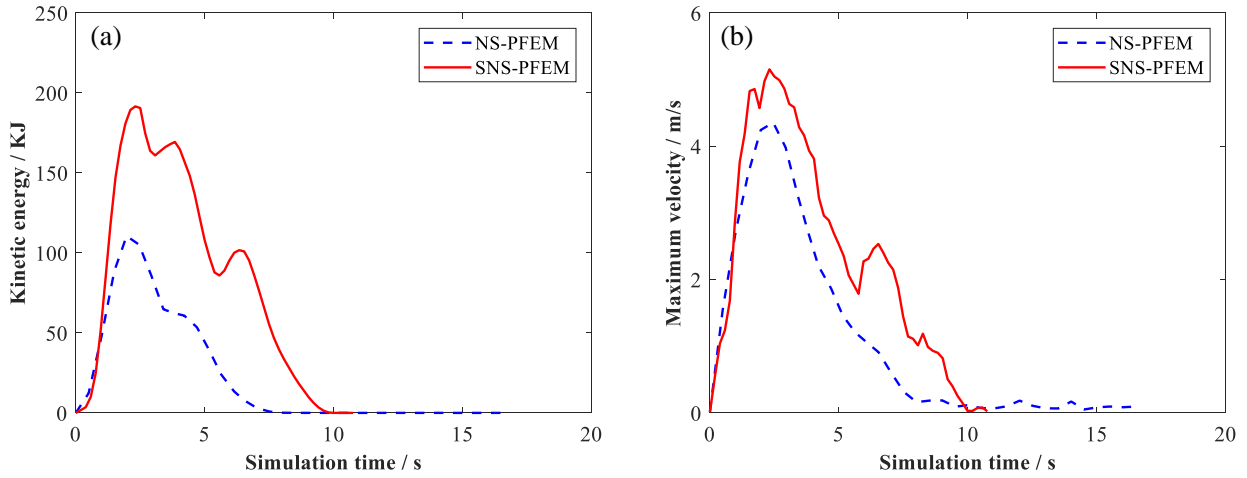 (a)
NS-PFEM
SNS-PFEM
Kinetic energy / KJ
250
200
150
100
50
0
0 5 10 15 20
Simulation time / s
(b)
NS-PFEM
SNS-PFEM
Maximum velocity / m/s
6
4
2
0
0 5 10 15 20
Simulation time / s